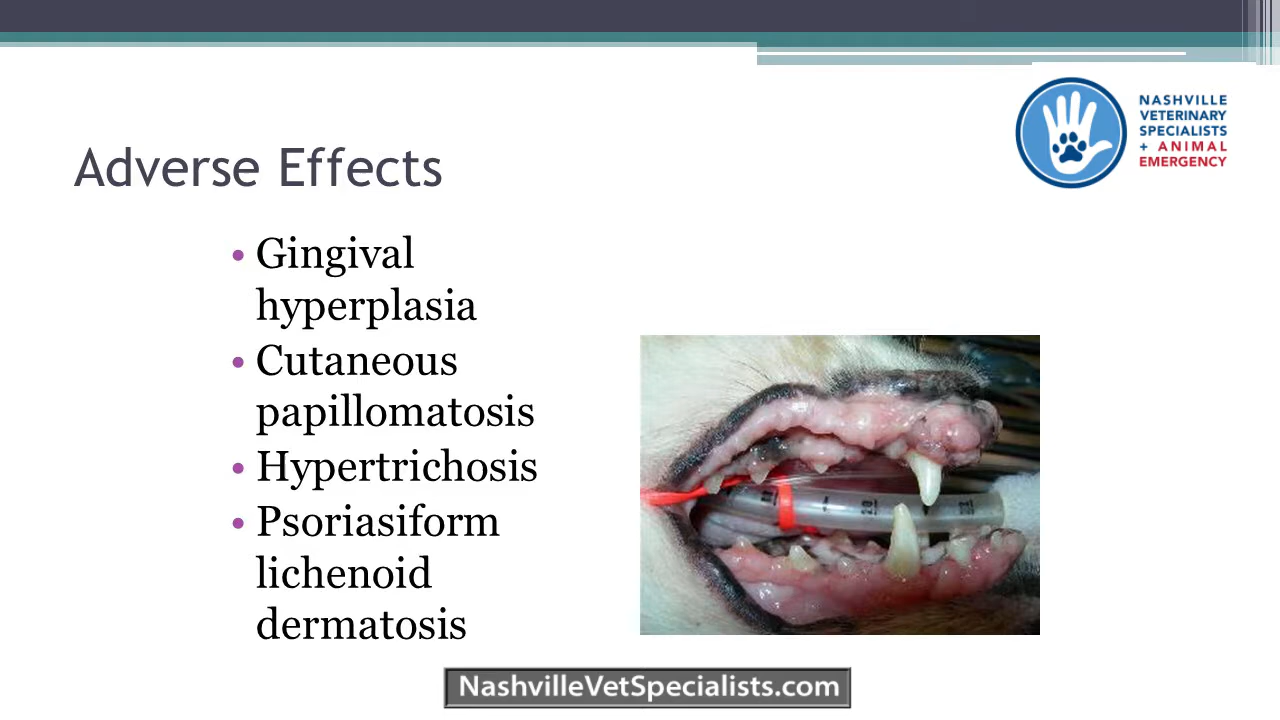 NASHVILLE
VETERINARY
SPECIALISTS
+ ANIMAL
EMERGENCY
Adverse Effects
• Gingival
hyperplasia
• Cutaneous
papillomatosis
• Hypertrichosis
• Psoriasiform
lichenoid
dermatosis
NashvilleVetSpecialists.com